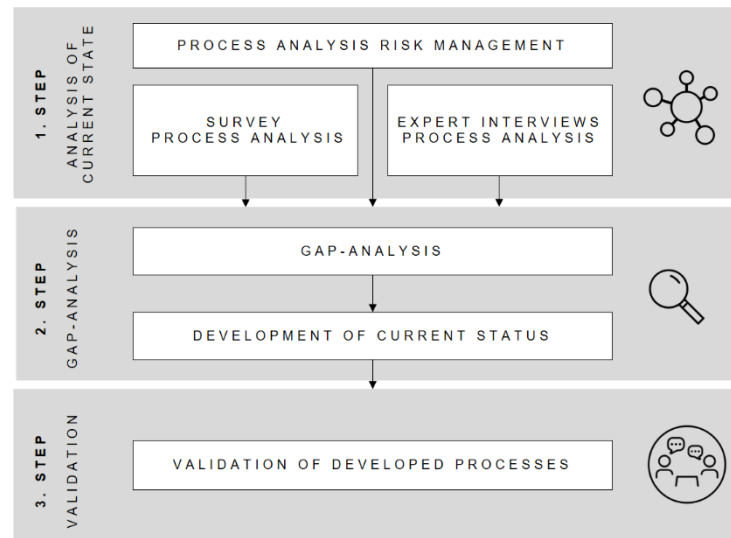 1. STEP
ANALYSIS OF
CURRENT STATE
PROCESS ANALYSIS RISK MANAGEMENT
SURVEY
PROCESS ANALYSIS
EXPERT INTERVIEWS
PROCESS ANALYSIS
2. STEP
GAP-ANALYSIS
GAP-ANALYSIS
DEVELOPMENT OF CURRENT STATUS
3. STEP
VALIDATION
VALIDATION OF DEVELOPED PROCESSES